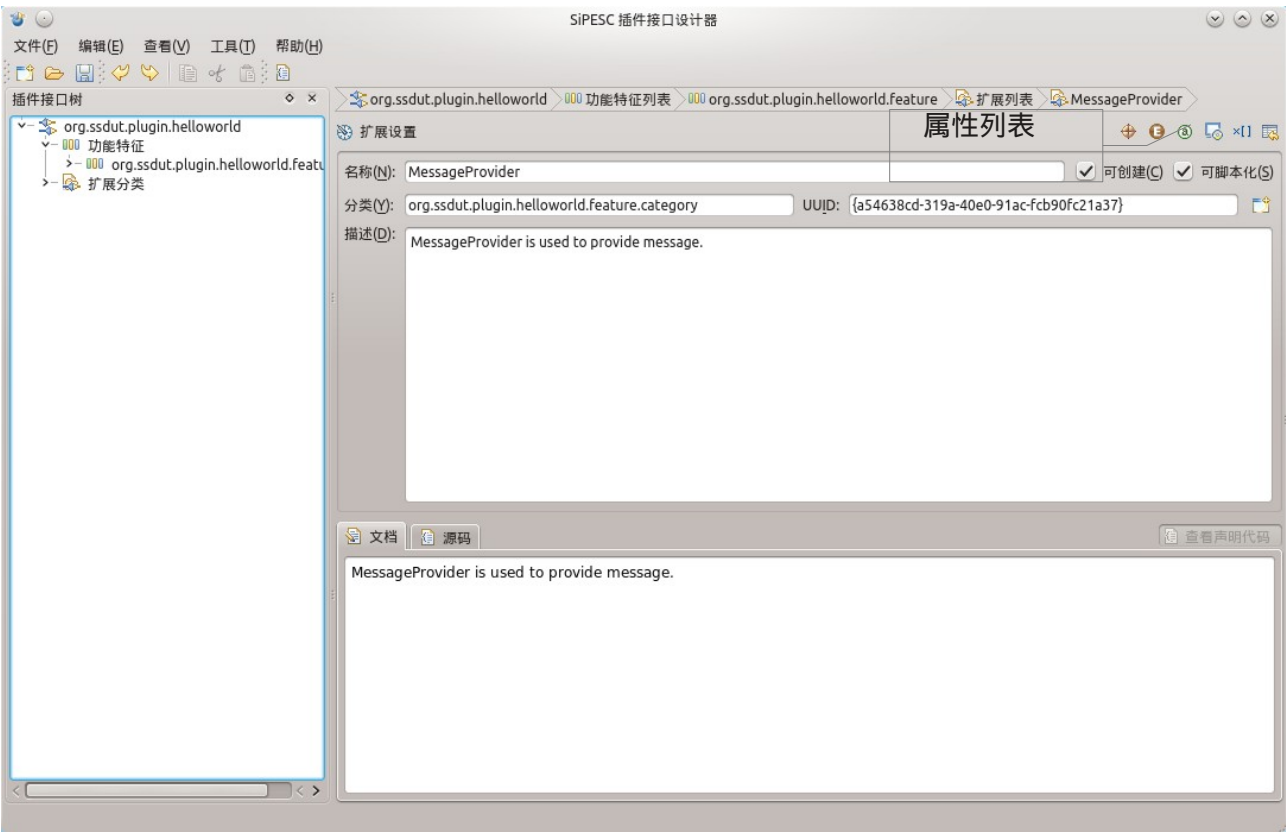 SiPESC 插件接口设计器
文件(F) 编辑(E) 查看(V) 工具(T) 帮助(H)
插件接口树
org.ssdut.plugin.helloworld
功能特征
org.ssdut.plugin.helloworld.featu
扩展分类
org.ssdut.plugin.helloworld 功能特征列表 org.ssdut.plugin.helloworld.feature 扩展列表 MessageProvider
扩展设置
属性列表
名称(N): MessageProvider 可创建(C) 可脚本化(S)
分类(Y): org.ssdut.plugin.helloworld.feature.category UUID: {a54638cd-319a-40e0-91ac-fcb90fc21a37}
描述(D): MessageProvider is used to provide message.
文档 源码 查看声明代码
MessageProvider is used to provide message.